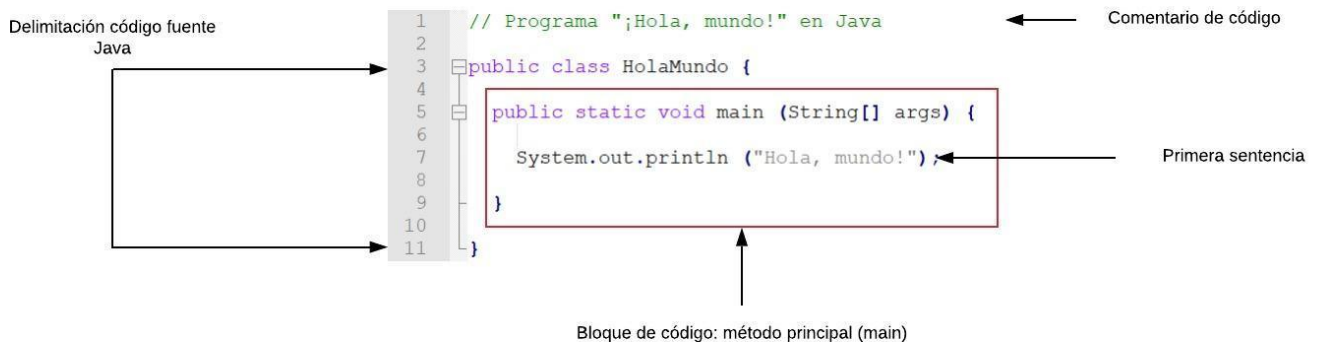 Delimitación código fuente
Java
1 // Programa "¡Hola, mundo!" en Java
2
3 public class HolaMundo {
4
5 public static void main (String[] args) {
6
7 System.out.println ("Hola, mundo!");
8
9 }
10
11 }
Comentario de código
Primera sentencia
Bloque de código: método principal (main)